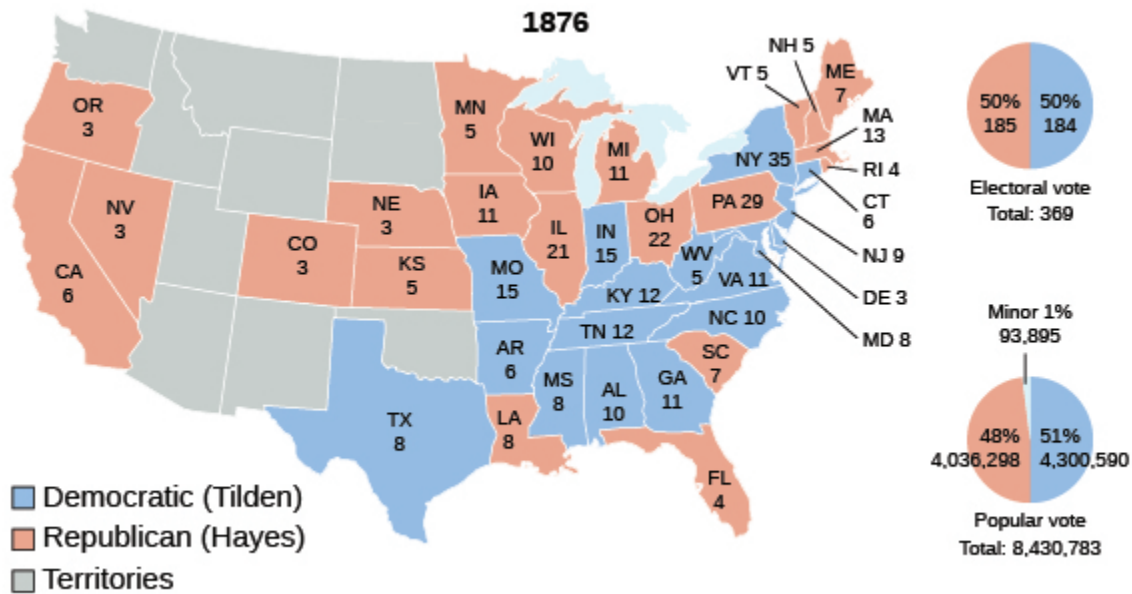 1876
OR
3
CA
6
NV
3
CO
3
NE
3
KS
5
MN
5
IA
11
WI
10
IL
21
MI
11
IN
15
OH
22
MO
15
AR
6
LA
8
TX
8
MS
8
AL
10
GA
11
FL
4
SC
7
NC 10
TN 12
KY 12
WV
5
VA 11
PA 29
NY 35
VT 5
NH 5
ME
7
MA
13
RI 4
CT
6
NJ 9
DE 3
MD 8
50%
185
50%
184
Electoral vote
Total: 369
Minor 1%
93,895
48%
4,036,298
51%
4,300,590
Popular vote
Total: 8,430,783
Democratic (Tilden)
Republican (Hayes)
Territories